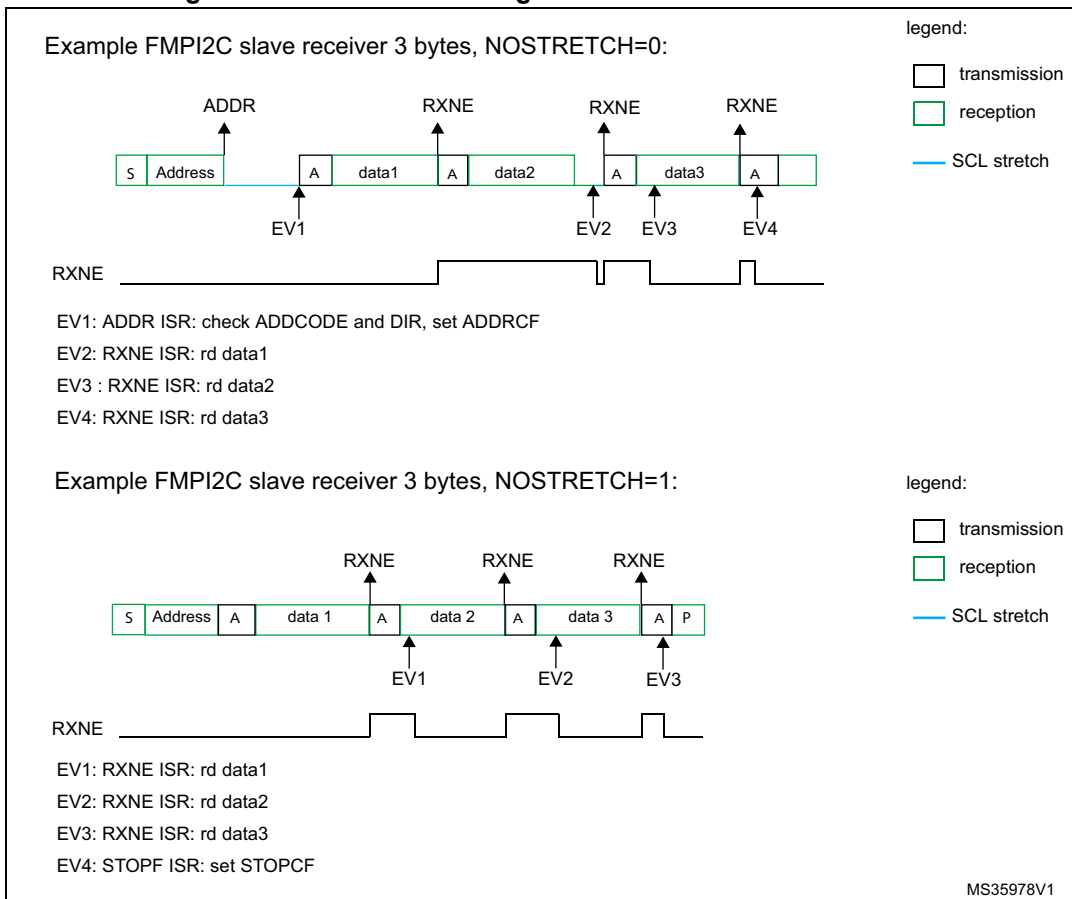 Example FMPI2C slave receiver 3 bytes, NOSTRETCH=0:
legend:
transmission
reception
SCL stretch
ADDR RXNE RXNE RXNE
S Address A data1 A data2 A data3 A
EV1 EV2 EV3 EV4
RXNE
EV1: ADDR ISR: check ADDCODE and DIR, set ADDRCF
EV2: RXNE ISR: rd data1
EV3 : RXNE ISR: rd data2
EV4: RXNE ISR: rd data3
Example FMPI2C slave receiver 3 bytes, NOSTRETCH=1:
legend:
transmission
reception
SCL stretch
RXNE RXNE RXNE
S Address A data 1 A data 2 A data 3 A P
EV1 EV2 EV3
RXNE
EV1: RXNE ISR: rd data1
EV2: RXNE ISR: rd data2
EV3: RXNE ISR: rd data3
EV4: STOPF ISR: set STOPCF
MS35978V1